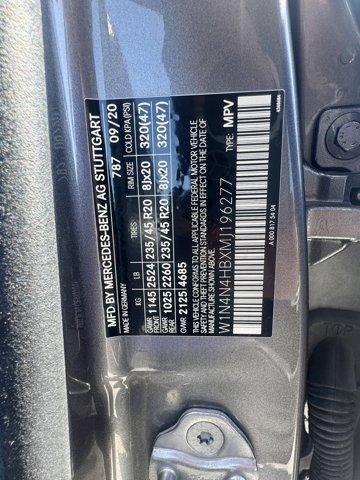 MFD BY MERCEDES-BENZ AG STUTTGART
MADE IN GERMANY 787 09/20
KG LB TIRES: RIM SIZE COLD KPA (PSI)
GAWR FRONT 1145 2524 235/45 R20 8Jx20 320(47)
GAWR REAR 1025 2260 235/45 R20 8Jx20 320(47)
GVWR 2125 4685
THIS VEHICLE CONFORMS TO ALL APPLICABLE FEDERAL MOTOR VEHICLE
SAFETY STANDARDS IN EFFECT ON THE DATE OF
MANUFACTURE SHOWN ABOVE.
TYPE: MPV
W1N4N4HBXMJ196277
A 000 817 54 04